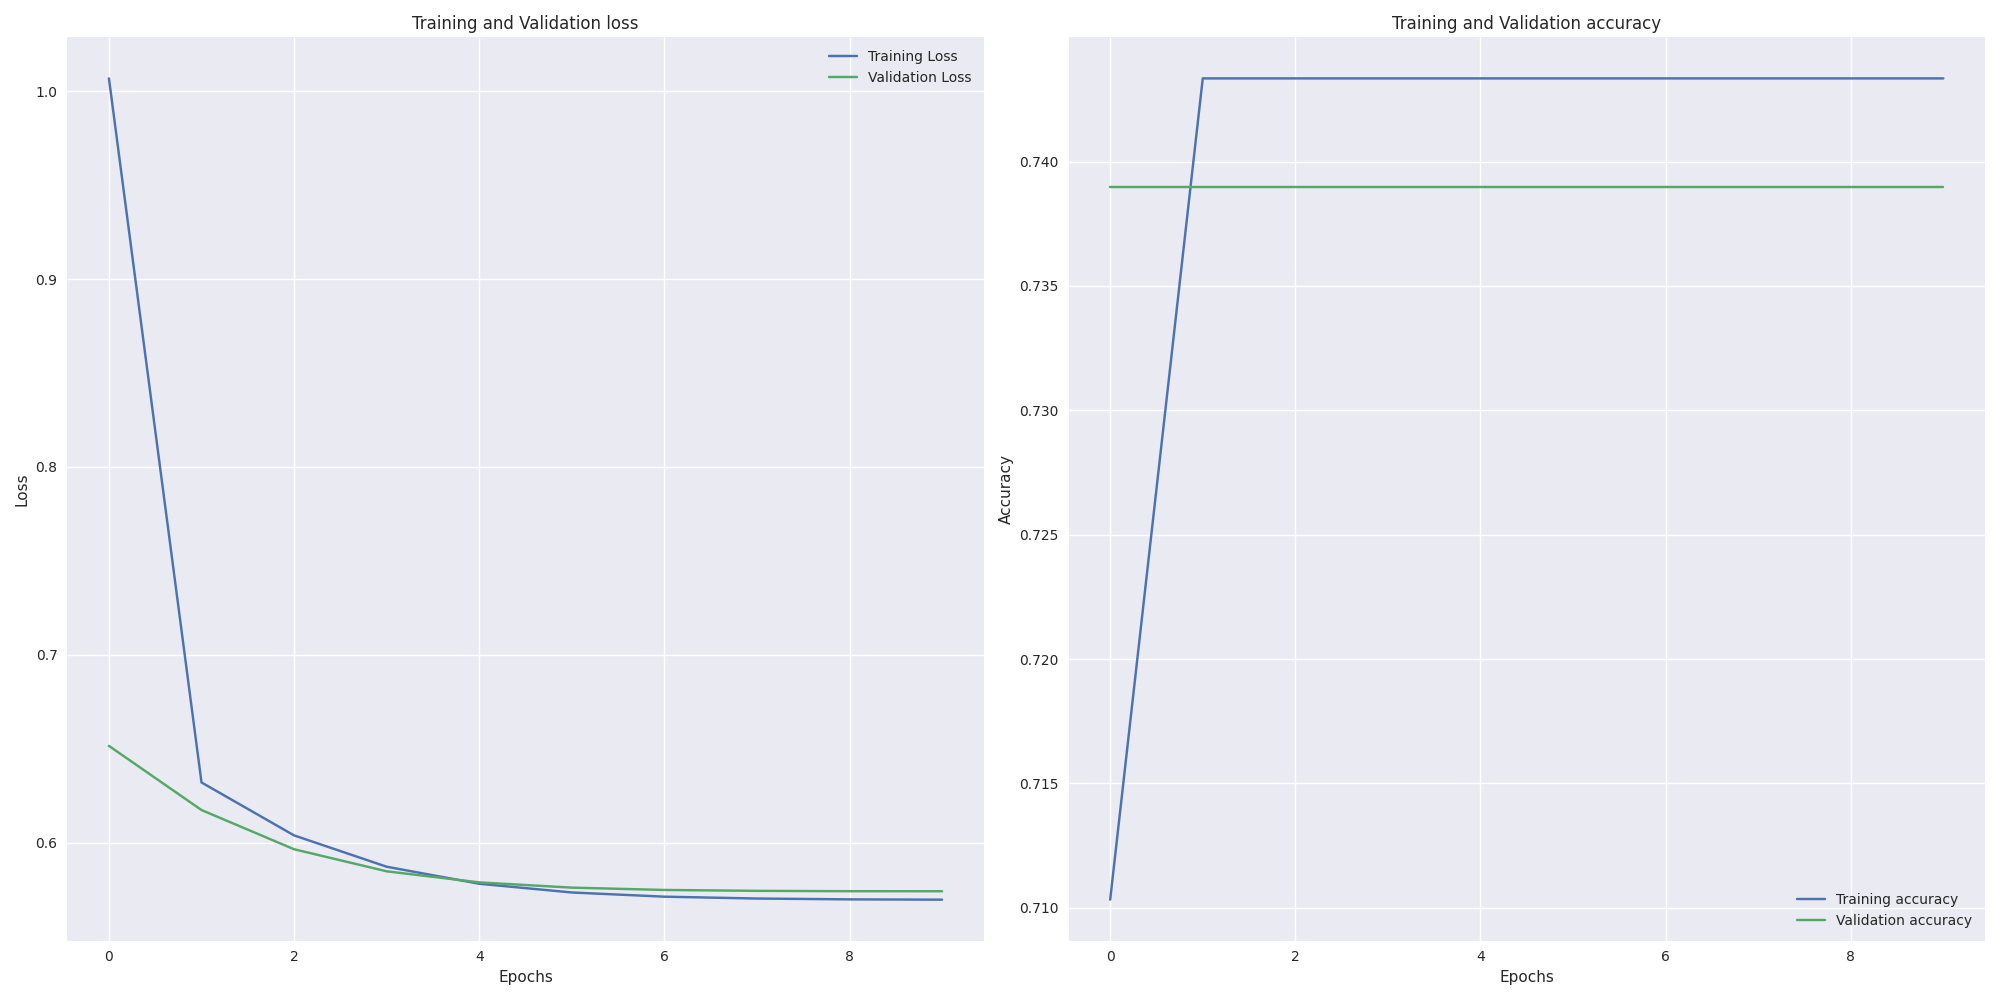 Training and Validation loss
Training Loss
Validation Loss
1.0
0.9
0.8
0.7
0.6
Loss
0 2 4 6 8
Epochs
Training and Validation accuracy
0.740
0.735
0.730
0.725
0.720
0.715
0.710
Accuracy
Training accuracy
Validation accuracy
0 2 4 6 8
Epochs